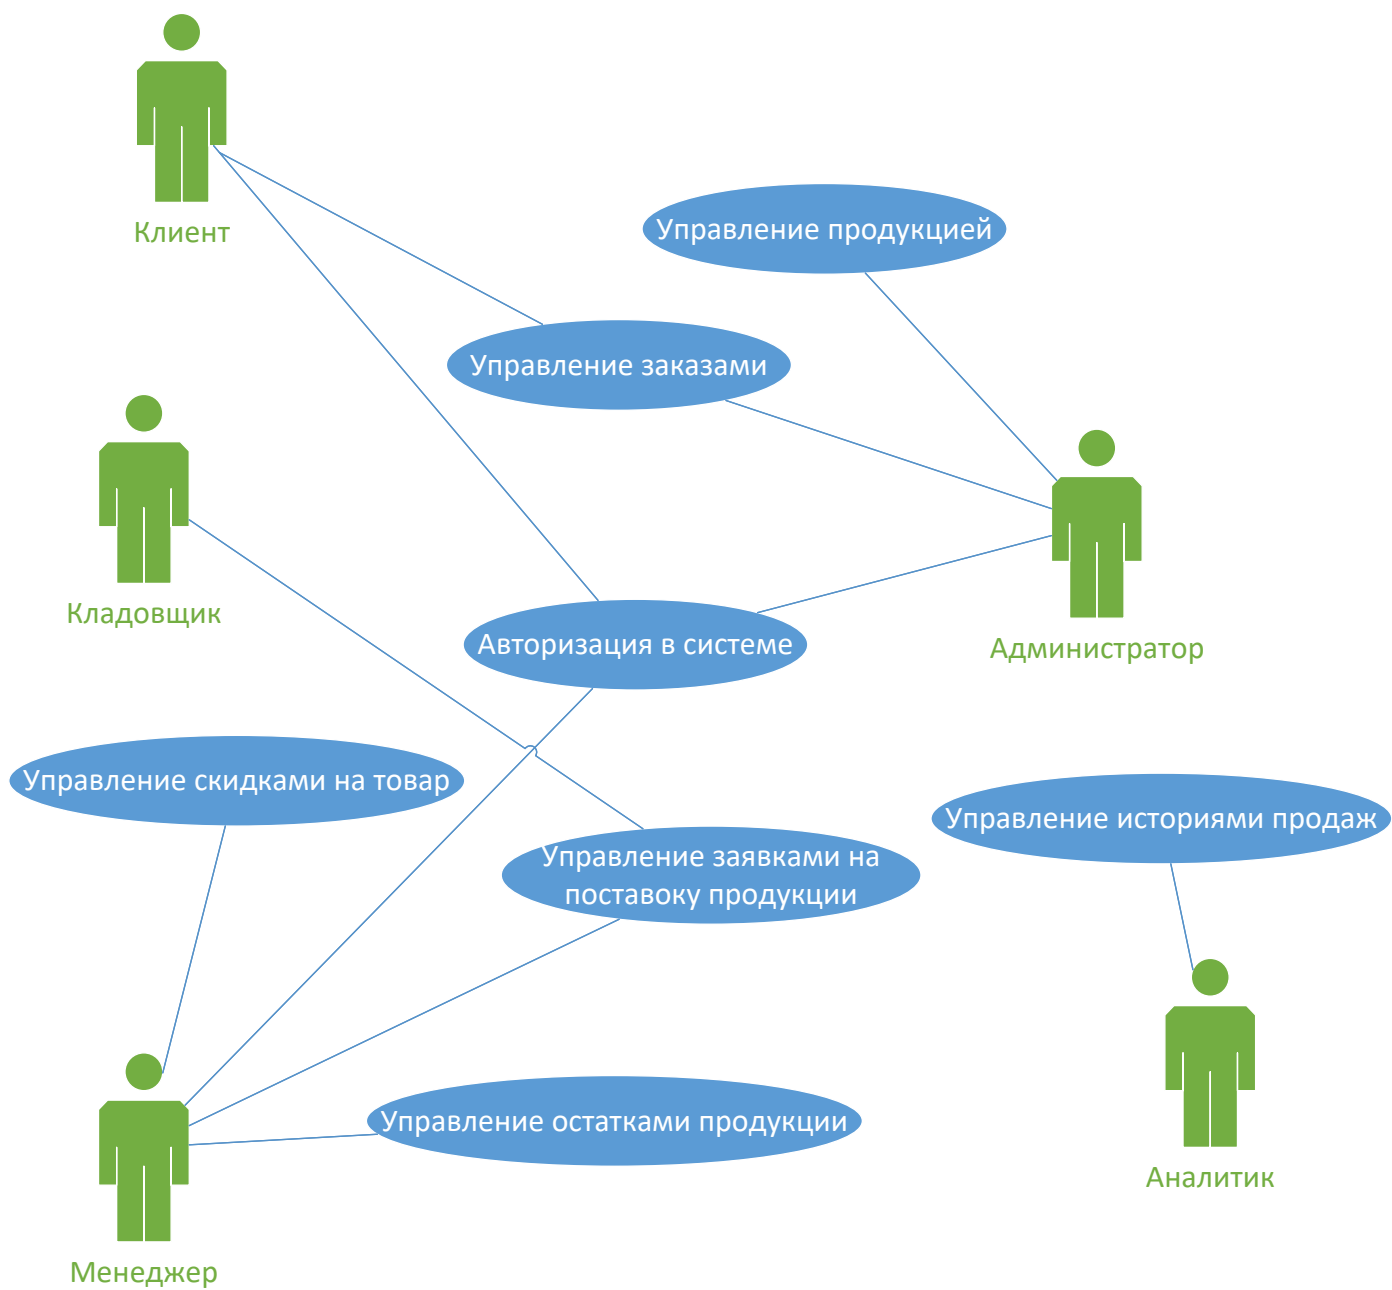 Клиент
Управление продукцией
Управление заказами
Кладовщик
Авторизация в системе
Администратор
Управление скидками на товар
Управление историями продаж
Управление заявками на
поставоку продукции
Управление остатками продукции
Аналитик
Менеджер